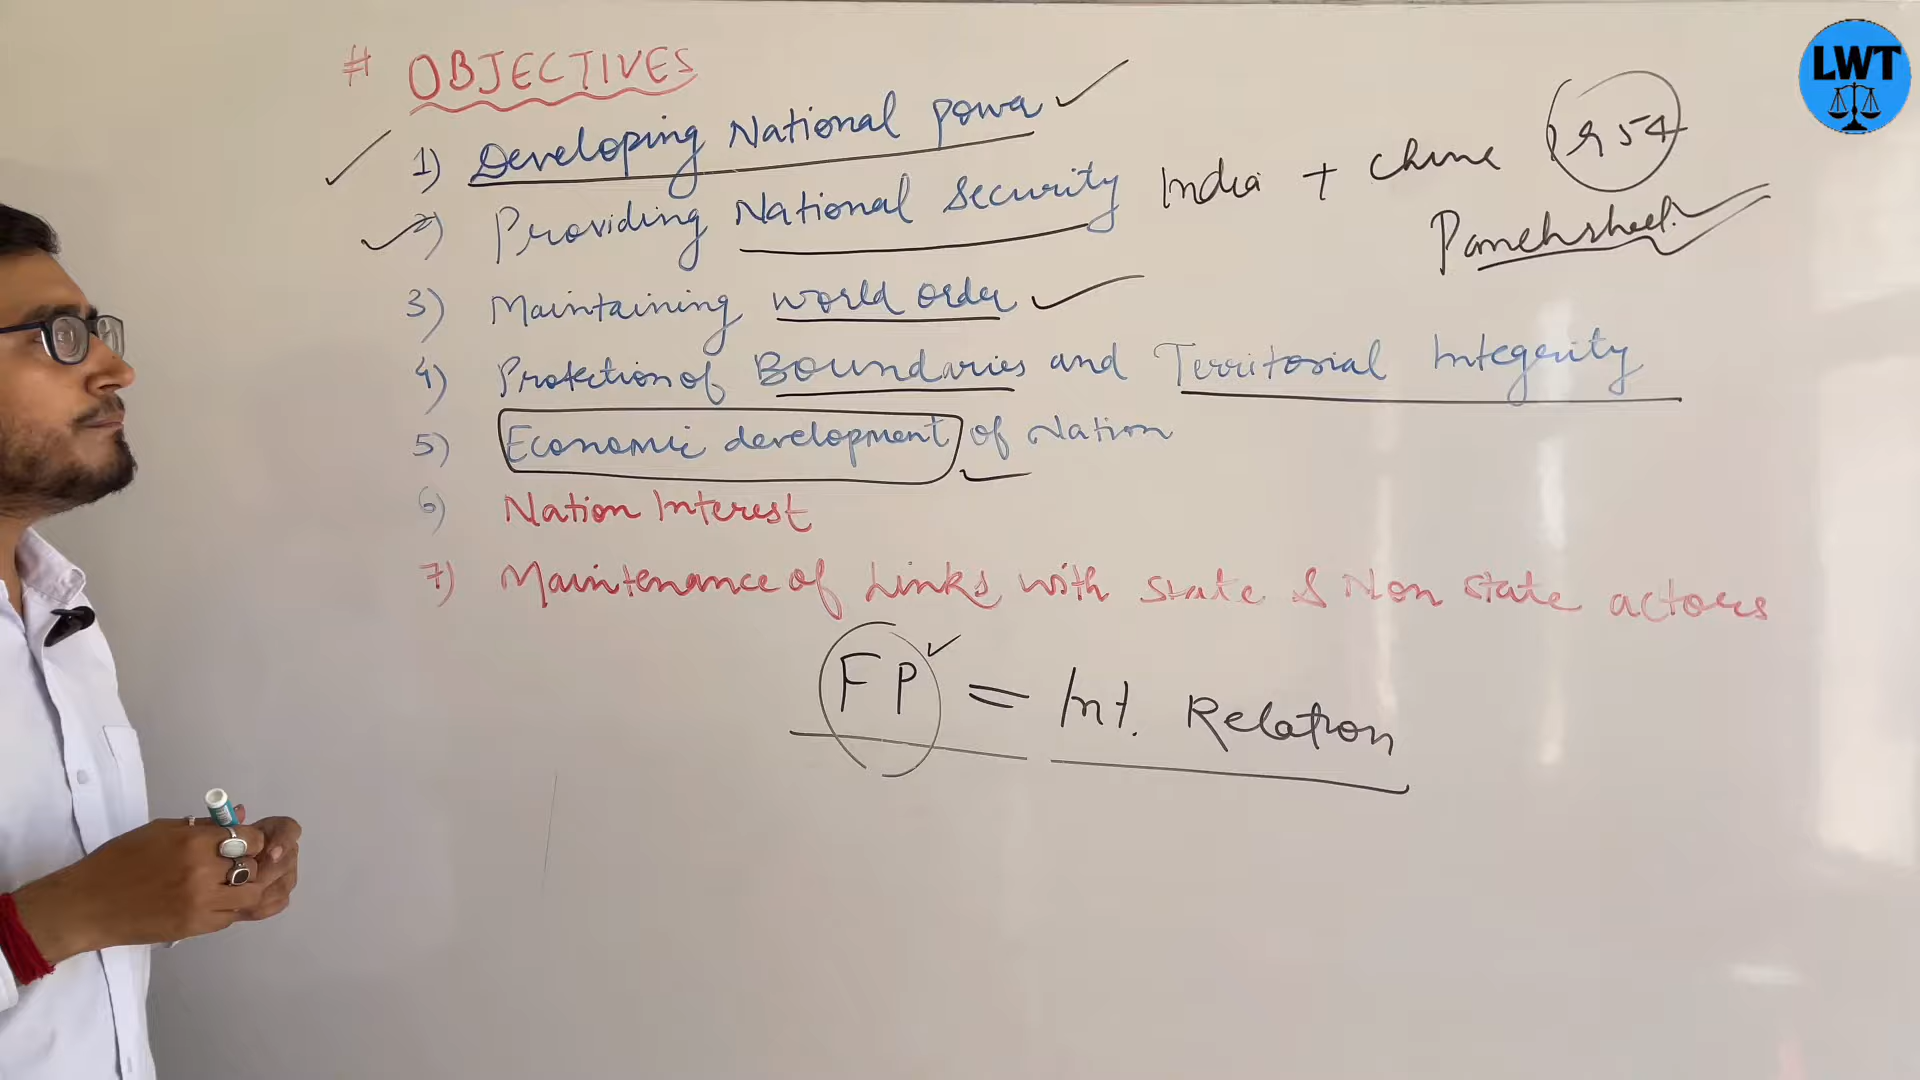 # OBJECTIVES
1) Developing National power
2) Providing National Security
India + China 1954
Panchsheel.
3) Maintaining world order
4) Protection of Boundaries and Territorial Integerity
5) Economic development of Nation
6) Nation Interest
7) Maintenance of Links with state & Non state actors
FP = Int. Relation
LWT